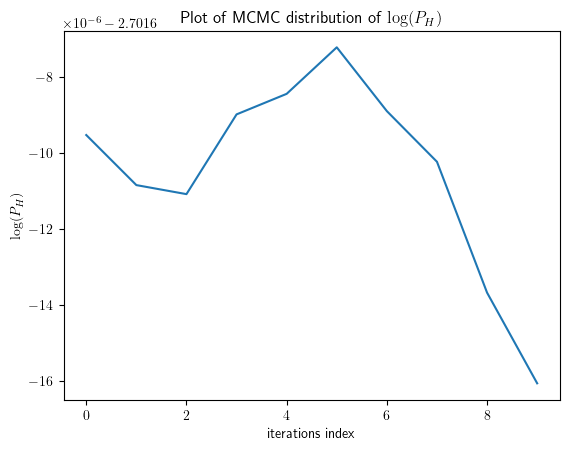 Plot of MCMC distribution of log(P_H)
×10⁻⁶ − 2.7016
−8
−10
−12
−14
−16
log(P_H)
0 2 4 6 8
iterations index